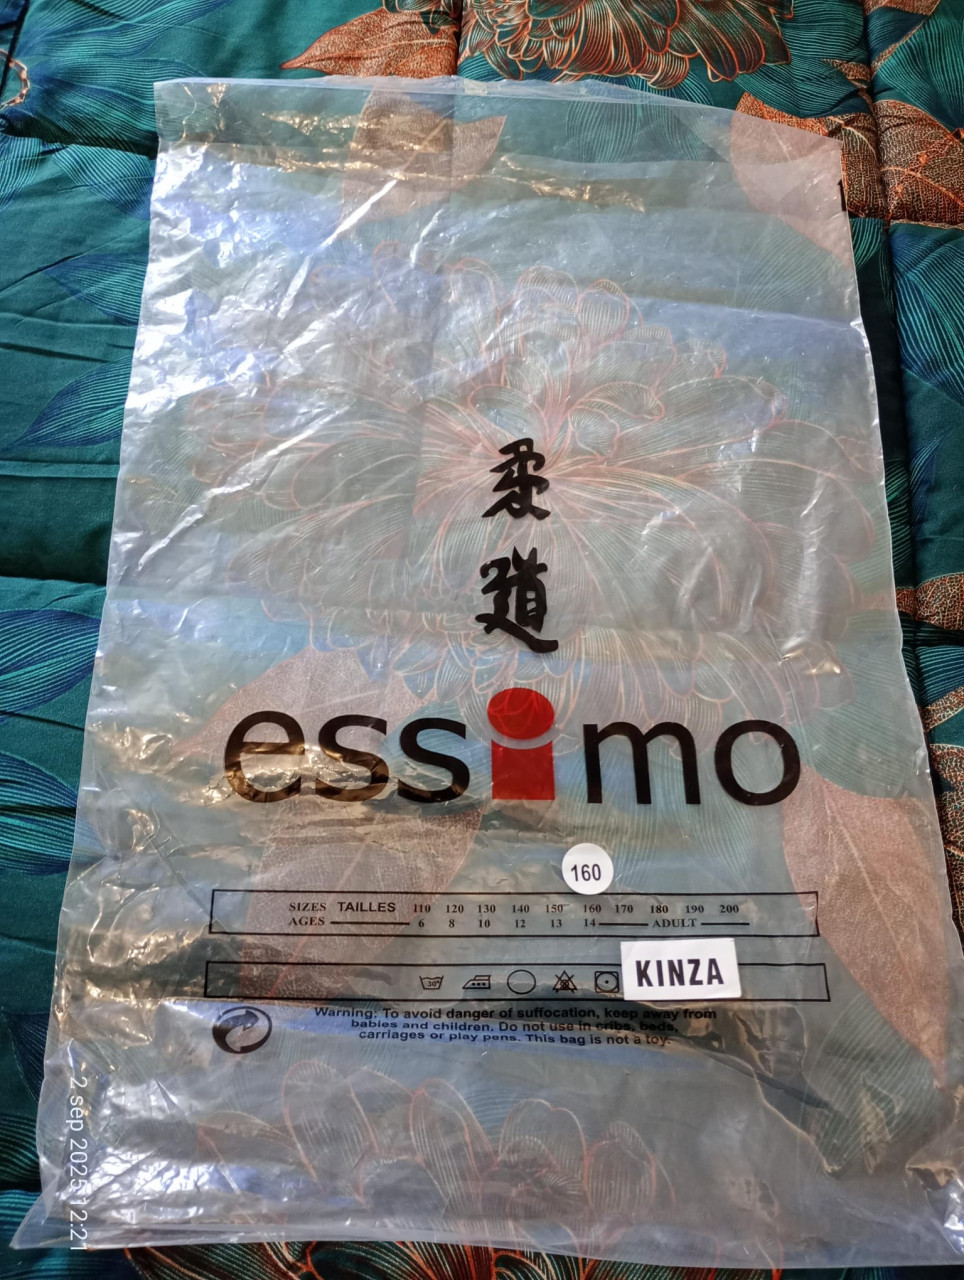 柔
道
essimo
160
SIZES TAILLES 110 120 130 140 150 160 170 180 190 200
AGES 6 8 10 12 13 14 ADULT
30°
KINZA
Warning: To avoid danger of suffocation, keep away from
babies and children. Do not use in cribs, beds,
carriages or play pens. This bag is not a toy.
2 sep 2025 12:21